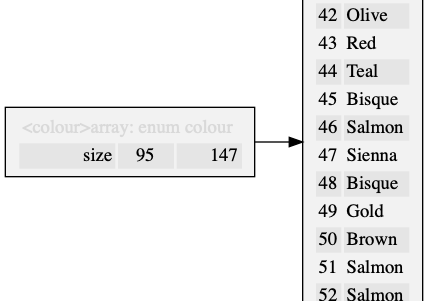 <colour>array: enum colour
size 95 147
42 Olive
43 Red
44 Teal
45 Bisque
46 Salmon
47 Sienna
48 Bisque
49 Gold
50 Brown
51 Salmon
52 Salmon